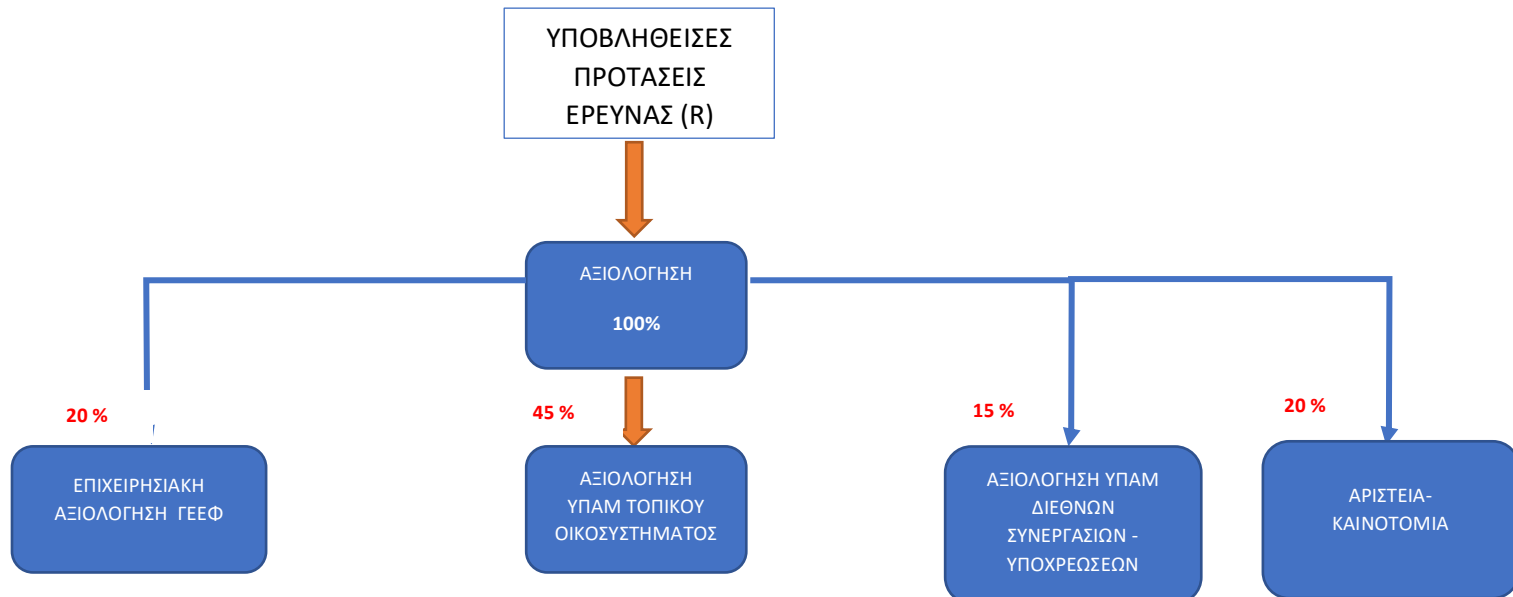 ΥΠΟΒΛΗΘΕΙΣΕΣ
ΠΡΟΤΑΣΕΙΣ
ΕΡΕΥΝΑΣ (R)
ΑΞΙΟΛΟΓΗΣΗ
100%
20 %
45 %
15 %
20 %
ΕΠΙΧΕΙΡΗΣΙΑΚΗ
ΑΞΙΟΛΟΓΗΣΗ ΓΕΕΦ
ΑΞΙΟΛΟΓΗΣΗ
ΥΠΑΜ ΤΟΠΙΚΟΥ
ΟΙΚΟΣΥΣΤΗΜΑΤΟΣ
ΑΞΙΟΛΟΓΗΣΗ ΥΠΑΜ
ΔΙΕΘΝΩΝ
ΣΥΝΕΡΓΑΣΙΩΝ -
ΥΠΟΧΡΕΩΣΕΩΝ
ΑΡΙΣΤΕΙΑ-
ΚΑΙΝΟΤΟΜΙΑ